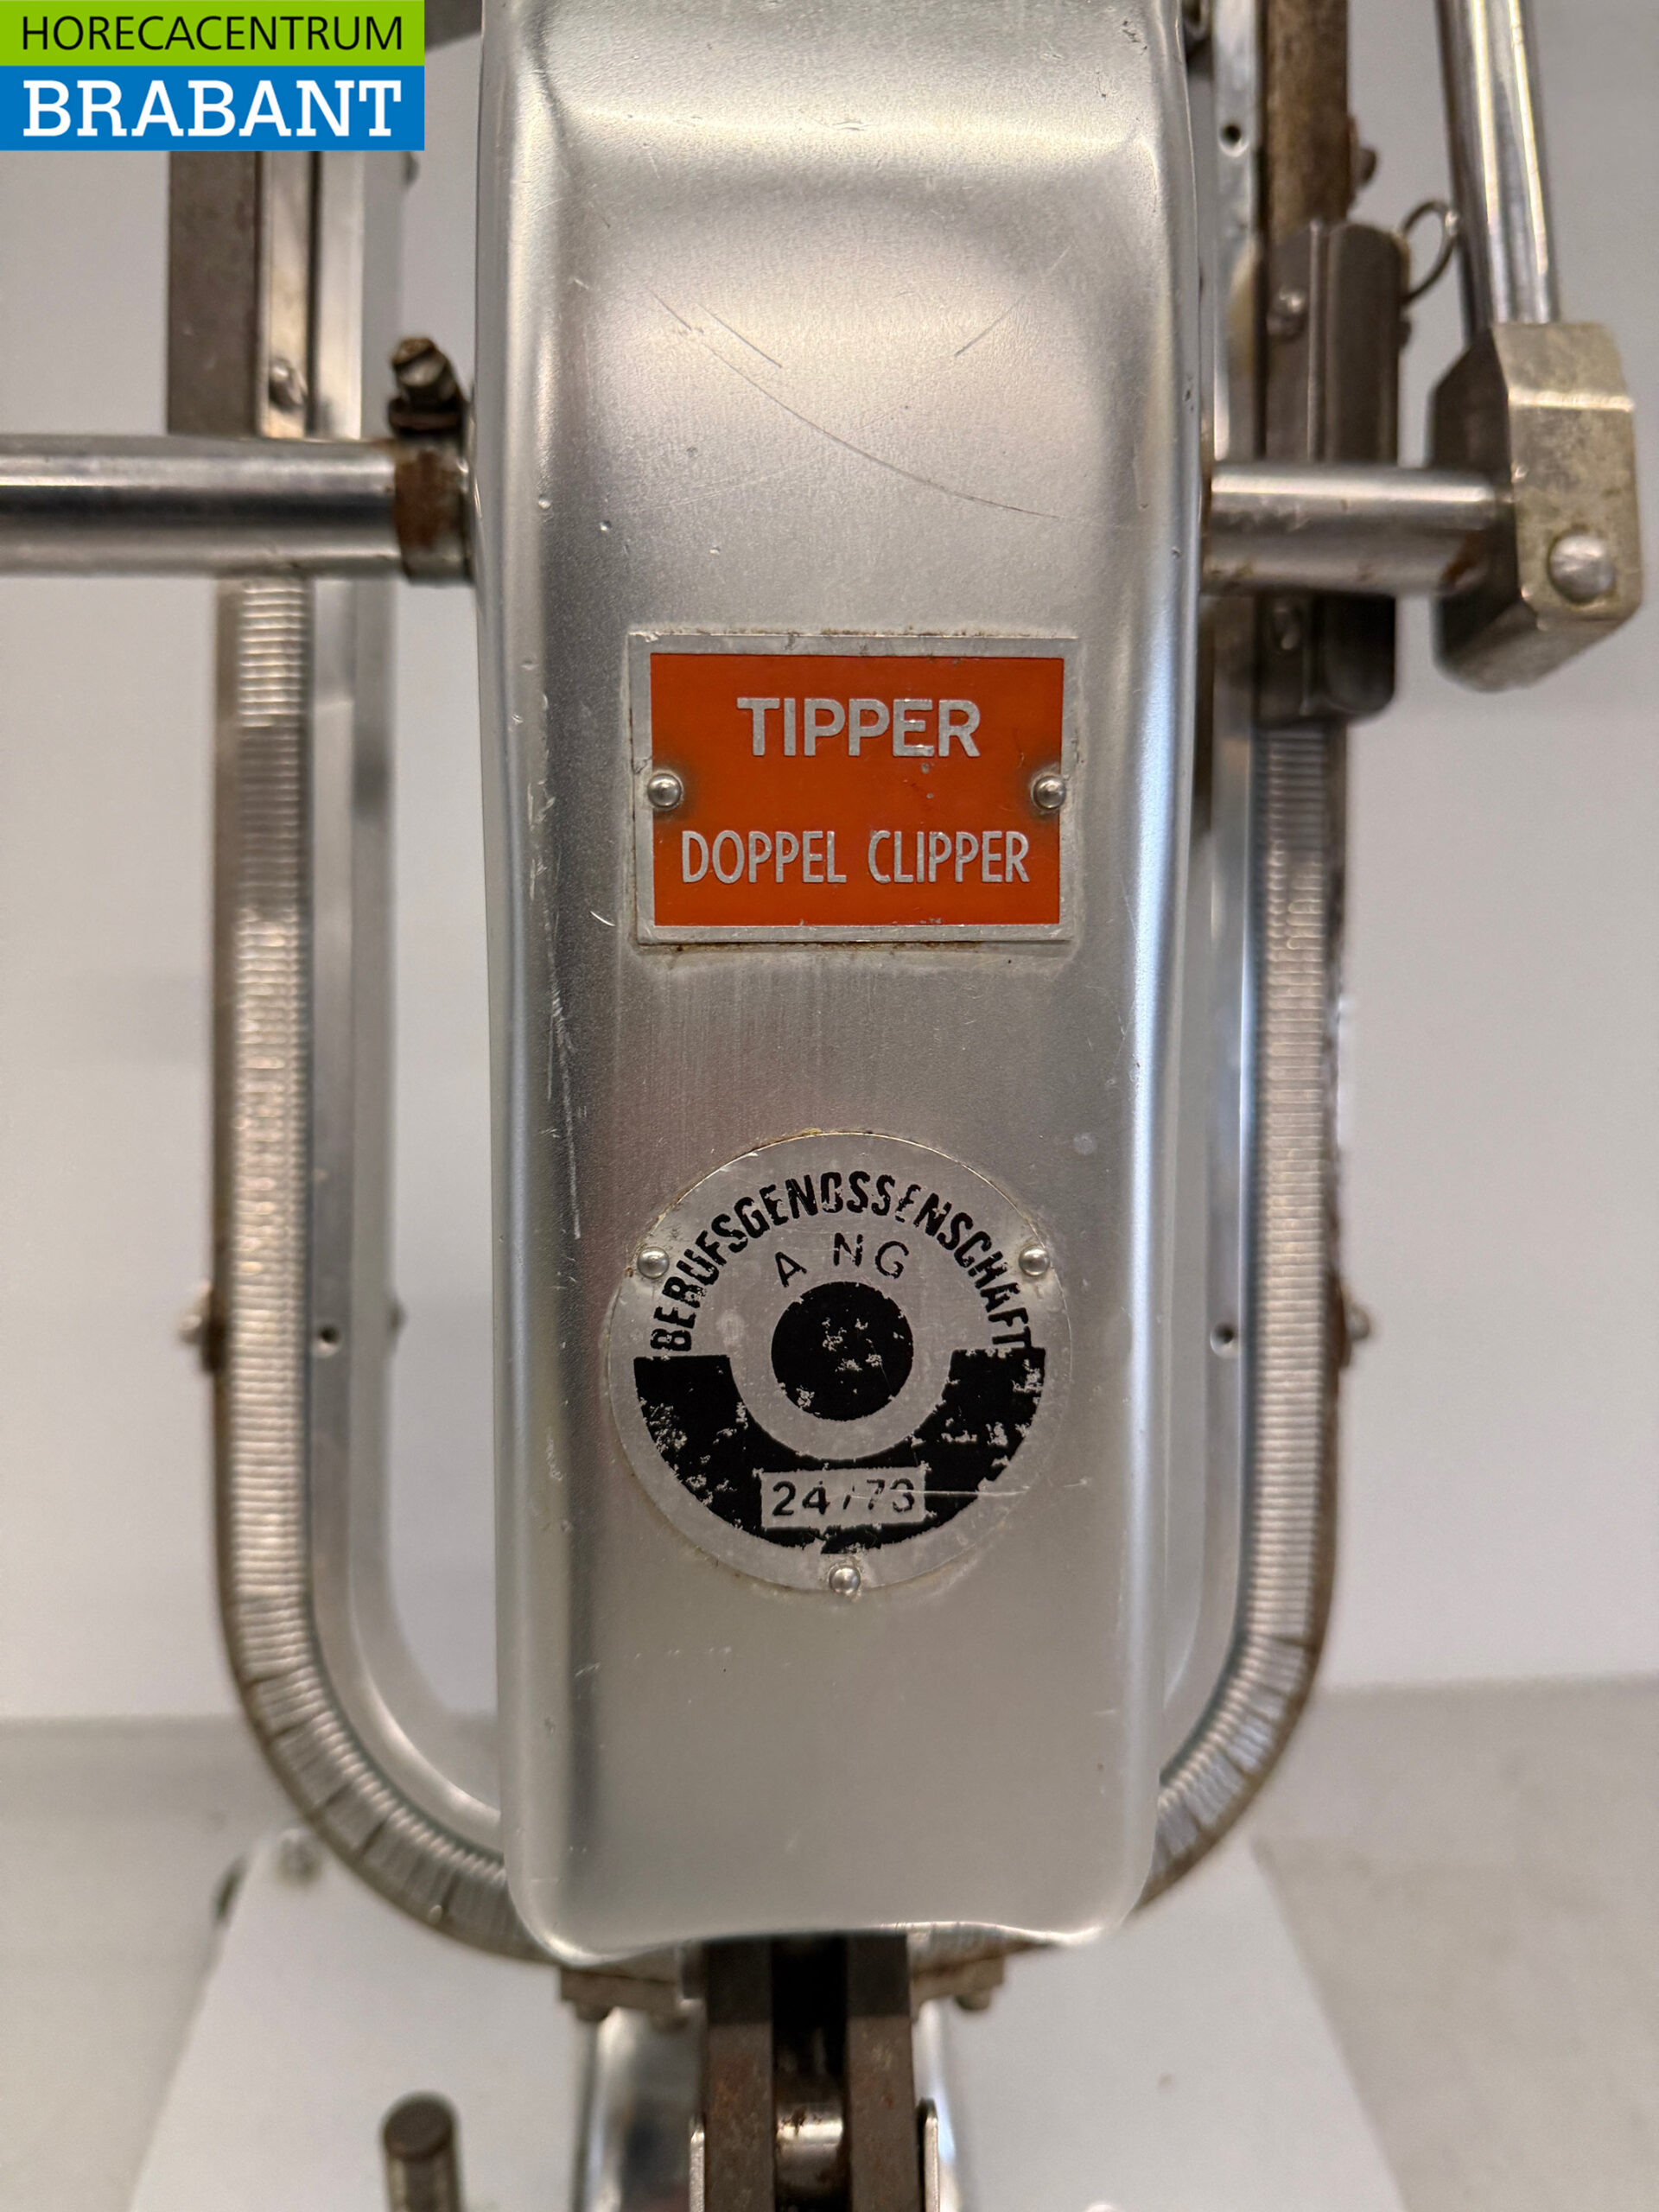 HORECACENTRUM
BRABANT
TIPPER
DOPPEL CLIPPER
BERUFSGENOSSENSCHAFT
A NG
24/73